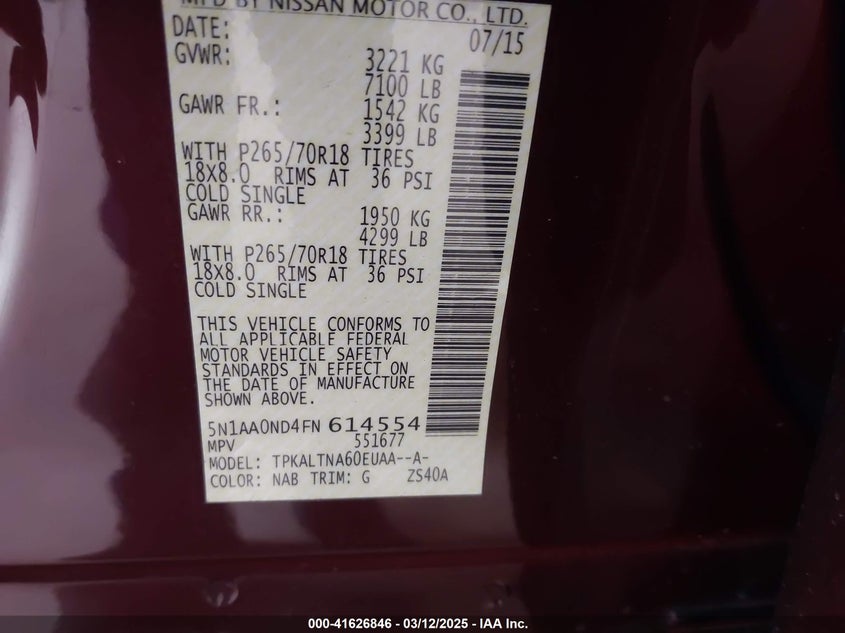 MFD BY NISSAN MOTOR CO., LTD.
DATE: 07/15
GVWR: 3221 KG
7100 LB
GAWR FR.: 1542 KG
3399 LB
WITH P265/70R18 TIRES
18X8.0 RIMS AT 36 PSI
COLD SINGLE
GAWR RR.: 1950 KG
4299 LB
WITH P265/70R18 TIRES
18X8.0 RIMS AT 36 PSI
COLD SINGLE
THIS VEHICLE CONFORMS TO
ALL APPLICABLE FEDERAL
MOTOR VEHICLE SAFETY
STANDARDS IN EFFECT ON
THE DATE OF MANUFACTURE
SHOWN ABOVE.
5N1AA0ND4FN 614554
MPV 551677
MODEL: TPKALTNA60EUAA--A-
COLOR: NAB TRIM: G ZS40A
000-41626846 - 03/12/2025 - IAA Inc.